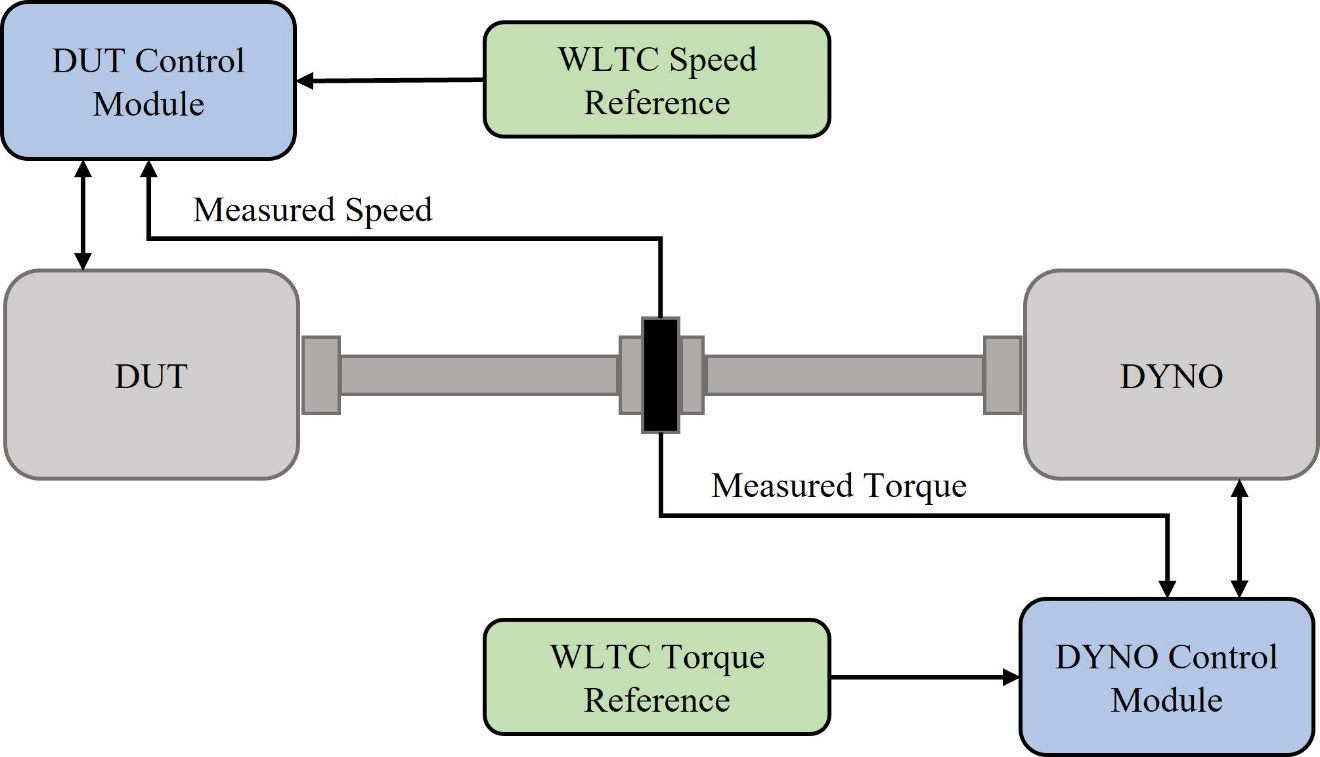 DUT Control
Module
WLTC Speed
Reference
Measured Speed
DUT
DYNO
Measured Torque
WLTC Torque
Reference
DYNO Control
Module